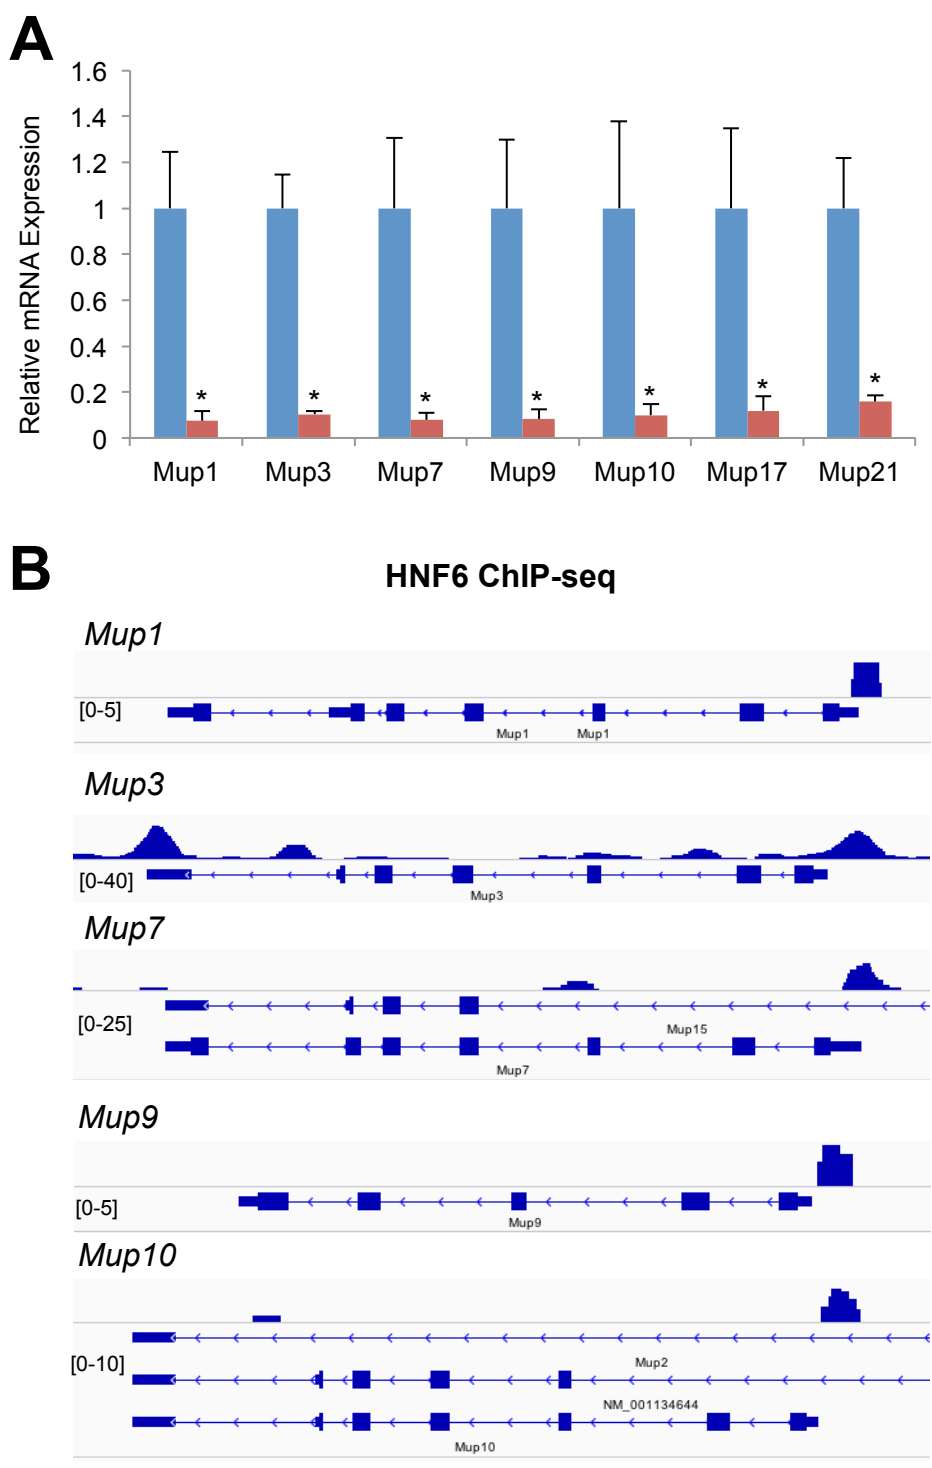 A
1.6
1.4
1.2
1
0.8
0.6
0.4
0.2
0
Relative mRNA Expression
* * * * * * *
Mup1 Mup3 Mup7 Mup9 Mup10 Mup17 Mup21
B
HNF6 ChIP-seq
Mup1
[0-5]
Mup1 Mup1
Mup3
[0-40]
Mup3
Mup7
[0-25]
Mup15
Mup7
Mup9
[0-5]
Mup9
Mup10
[0-10]
Mup2
NM_001134644
Mup10